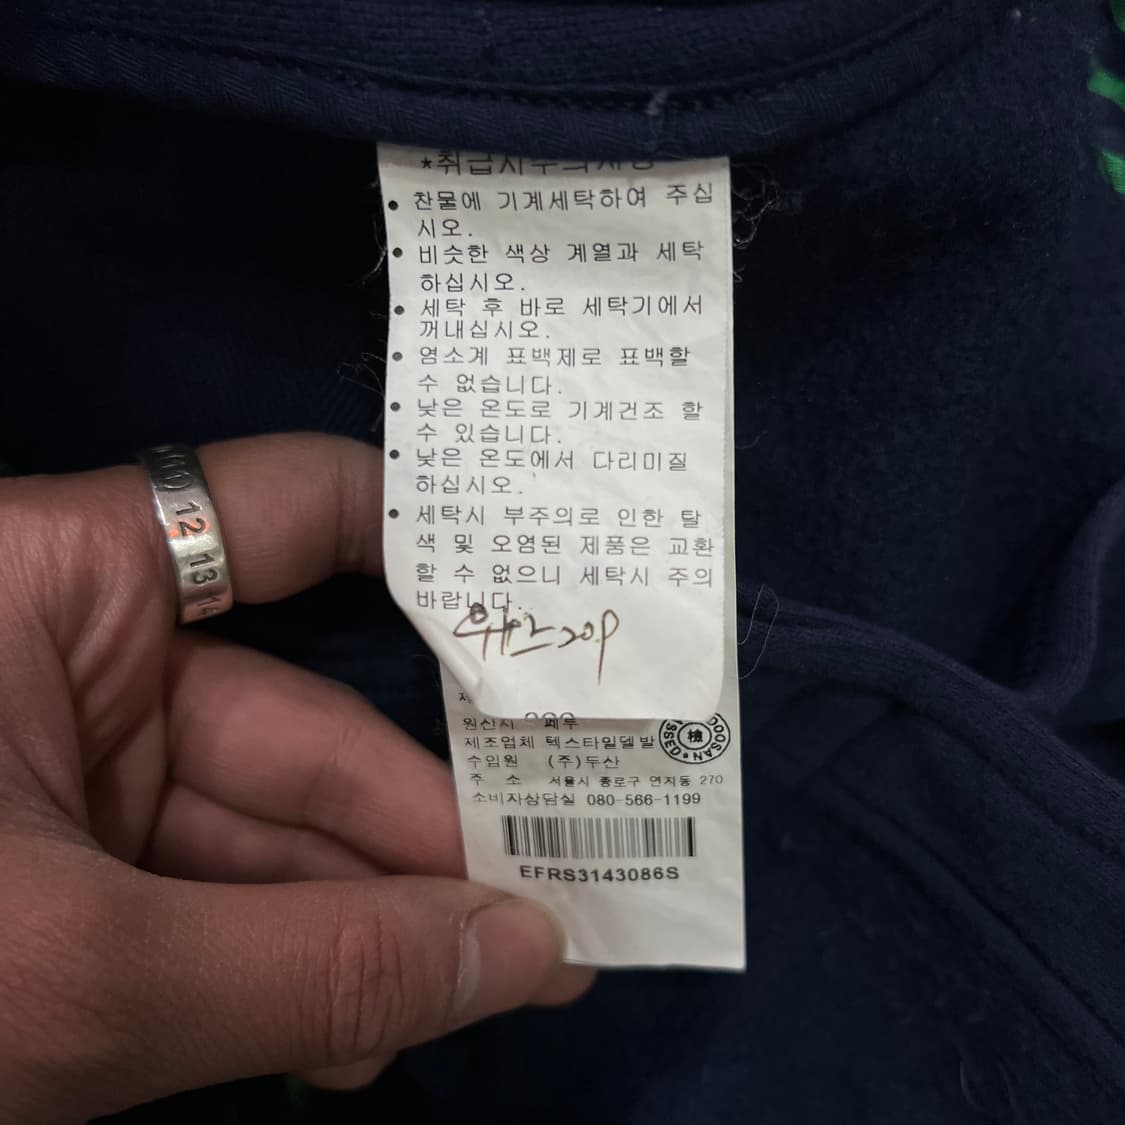 *취급시주의사항
• 찬물에 기계세탁하여 주십
시오.
• 비슷한 색상 계열과 세탁
하십시오.
• 세탁 후 바로 세탁기에서
꺼내십시오.
• 염소계 표백제로 표백할
수 없습니다.
• 낮은 온도로 기계건조 할
수 있습니다.
• 낮은 온도에서 다리미질
하십시오.
• 세탁시 부주의로 인한 탈
색 및 오염된 제품은 교환
할 수 없으니 세탁시 주의
바랍니다.
원산지 페루
제조업체 텍스타일델발
수입원 (주)두산
주 소 서울시 종로구 연지동 270
소비자상담실 080-566-1199
DOOSAN
檢
EFRS3143086S
12 13 14